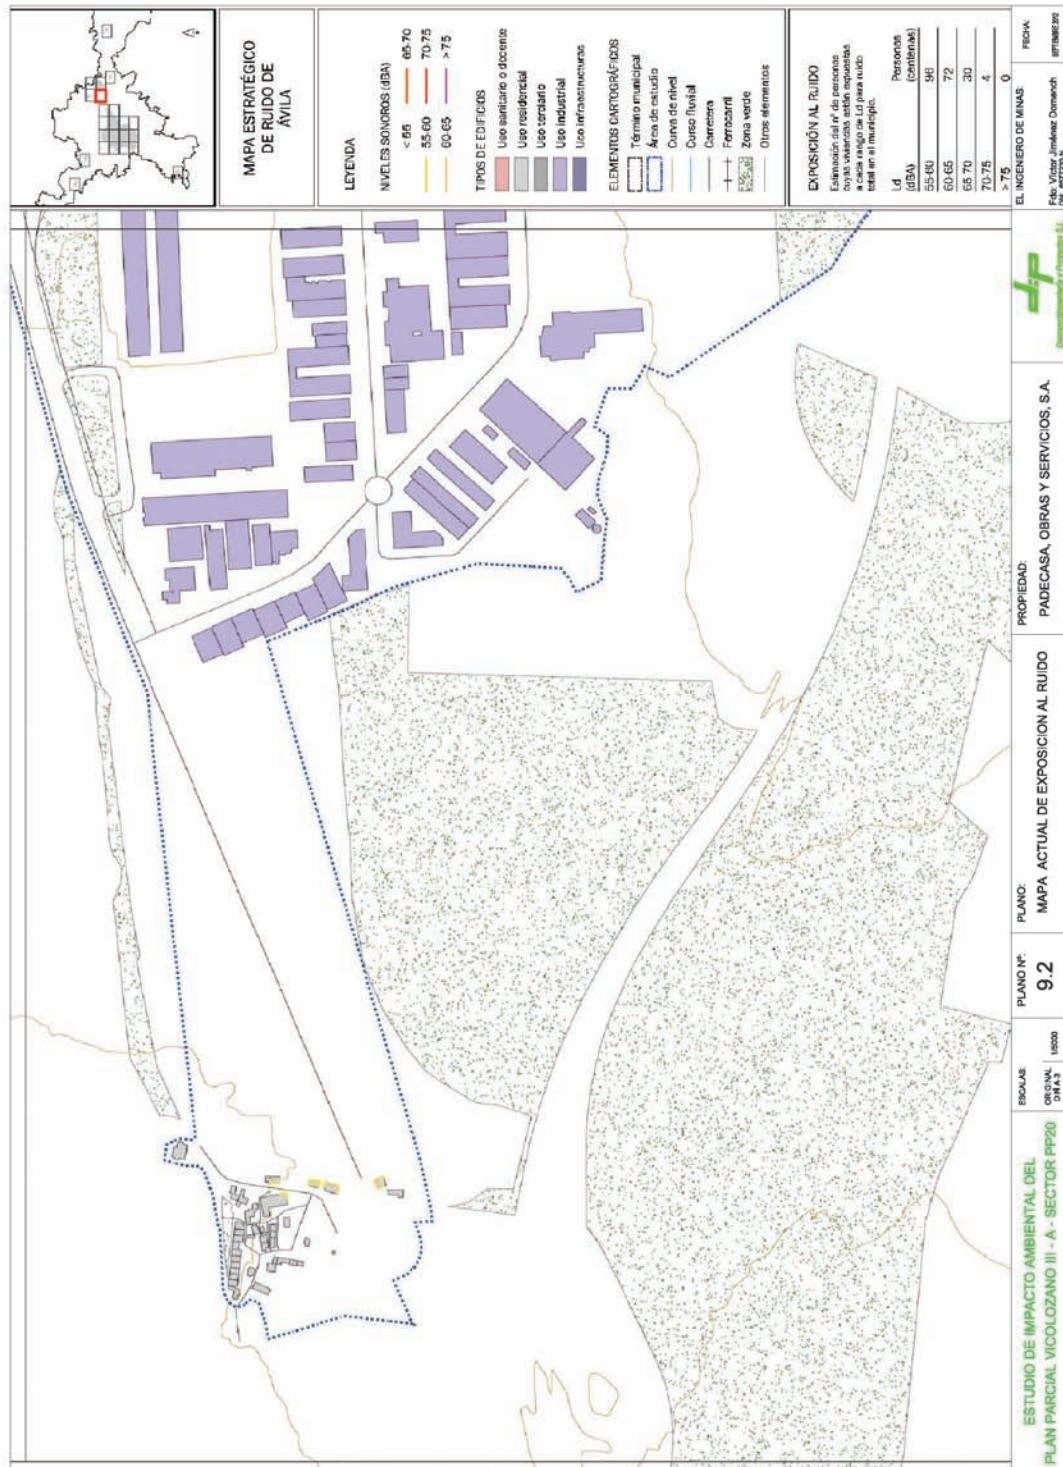 MAPA ESTRATÉGICO
DE RUIDO DE
ÁVILA
LEYENDA
NIVELES SONOROS (dBA)
< 55
55-60
60-65
65-70
70-75
> 75
TIPOS DE EDIFICIOS
Uso sanitario o docente
Uso residencial
Uso terciario
Uso industrial
Uso infraestructuras
ELEMENTOS CARTOGRÁFICOS
Término municipal
Área de estudio
Curva de nivel
Curso fluvial
Carretera
Ferrocarril
Zona verde
Otros elementos
EXPOSICIÓN AL RUIDO
Estimación del nº de personas
cuyas viviendas están expuestas
a cada rango de Ld para ruido
total en el municipio.
Ld Personas
(dBA) (centenas)
55-60 96
60-65 72
65-70 30
70-75 4
> 75 0
ESTUDIO DE IMPACTO AMBIENTAL DEL
PLAN PARCIAL VICOLOZANO III - A - SECTOR PP20
ESCALAS:
ORIGINAL
DIN A-3
1/5000
PLANO Nº:
9.2
PLANO:
MAPA ACTUAL DE EXPOSICION AL RUIDO
PROPIEDAD:
PADECASA, OBRAS Y SERVICIOS, S.A.
EL INGENIERO DE MINAS:
Fdo: Víctor Jiménez Domench
FECHA: